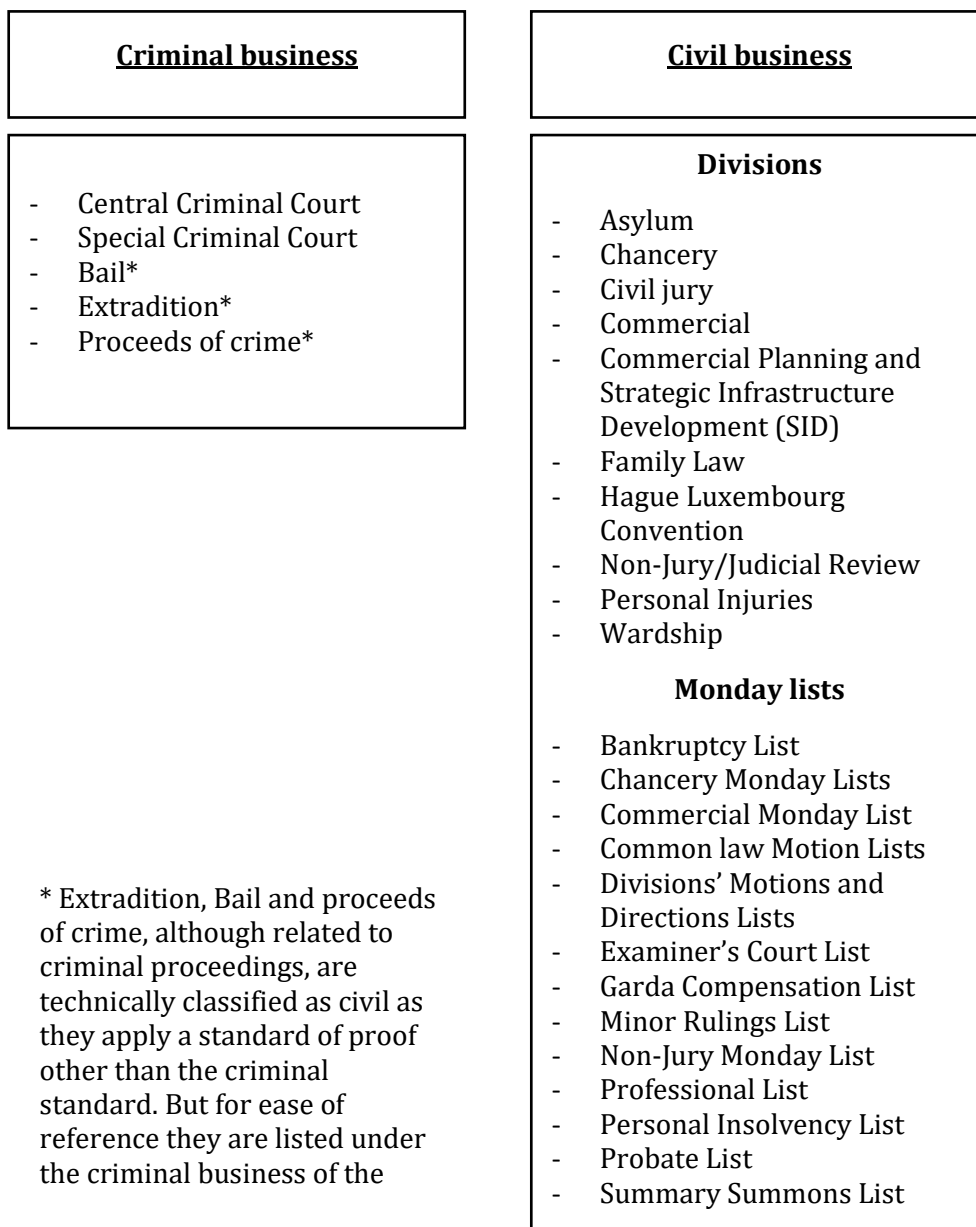 Criminal business
- Central Criminal Court
- Special Criminal Court
- Bail*
- Extradition*
- Proceeds of crime*
* Extradition, Bail and proceeds
of crime, although related to
criminal proceedings, are
technically classified as civil as
they apply a standard of proof
other than the criminal
standard. But for ease of
reference they are listed under
the criminal business of the
Civil business
Divisions
- Asylum
- Chancery
- Civil jury
- Commercial
- Commercial Planning and
Strategic Infrastructure
Development (SID)
- Family Law
- Hague Luxembourg
Convention
- Non-Jury/Judicial Review
- Personal Injuries
- Wardship
Monday lists
- Bankruptcy List
- Chancery Monday Lists
- Commercial Monday List
- Common law Motion Lists
- Divisions’ Motions and
Directions Lists
- Examiner’s Court List
- Garda Compensation List
- Minor Rulings List
- Non-Jury Monday List
- Professional List
- Personal Insolvency List
- Probate List
- Summary Summons List